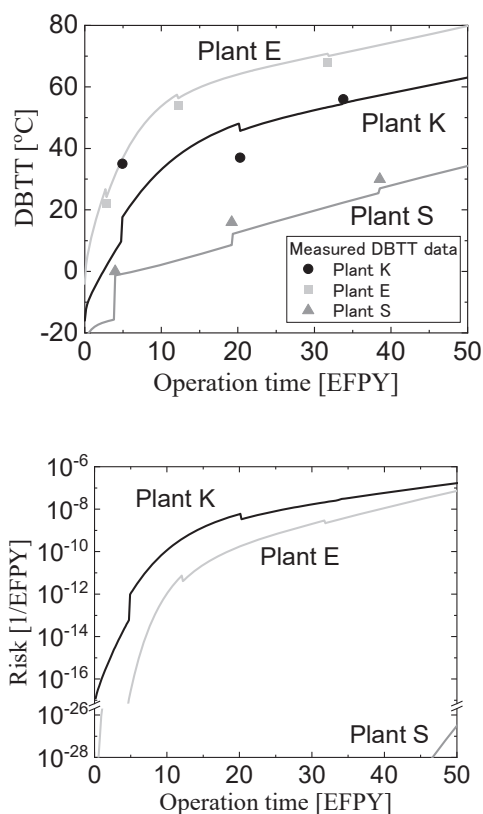 80
60
40
20
0
-20
DBTT [ºC]
Plant E
Plant K
Plant S
Measured DBTT data
Plant K
Plant E
Plant S
0 10 20 30 40 50
Operation time [EFPY]
10-6
10-8
10-10
10-12
10-14
10-16
10-26
10-28
Risk [1/EFPY]
Plant K
Plant E
Plant S
0 10 20 30 40 50
Operation time [EFPY]